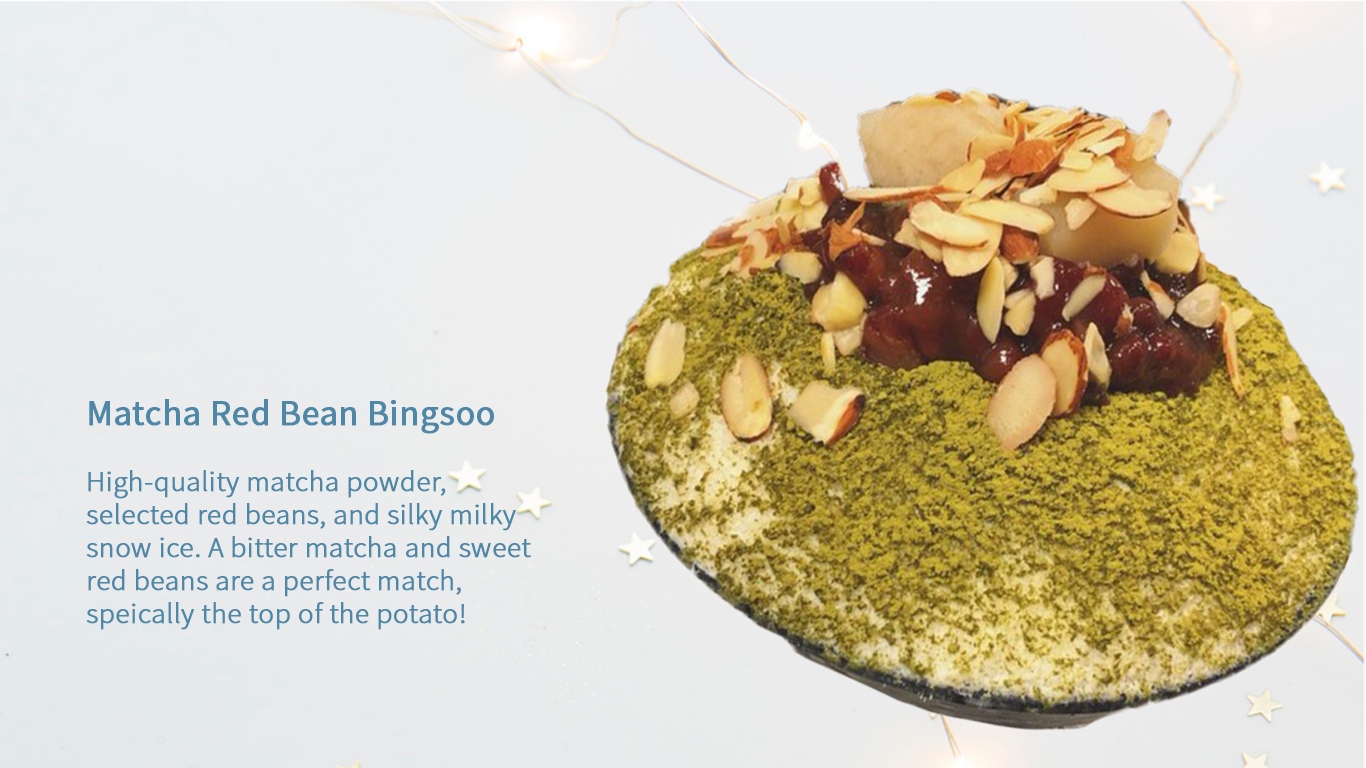 Matcha Red Bean Bingsoo
High-quality matcha powder,
selected red beans, and silky milky
snow ice. A bitter matcha and sweet
red beans are a perfect match,
speically the top of the potato!